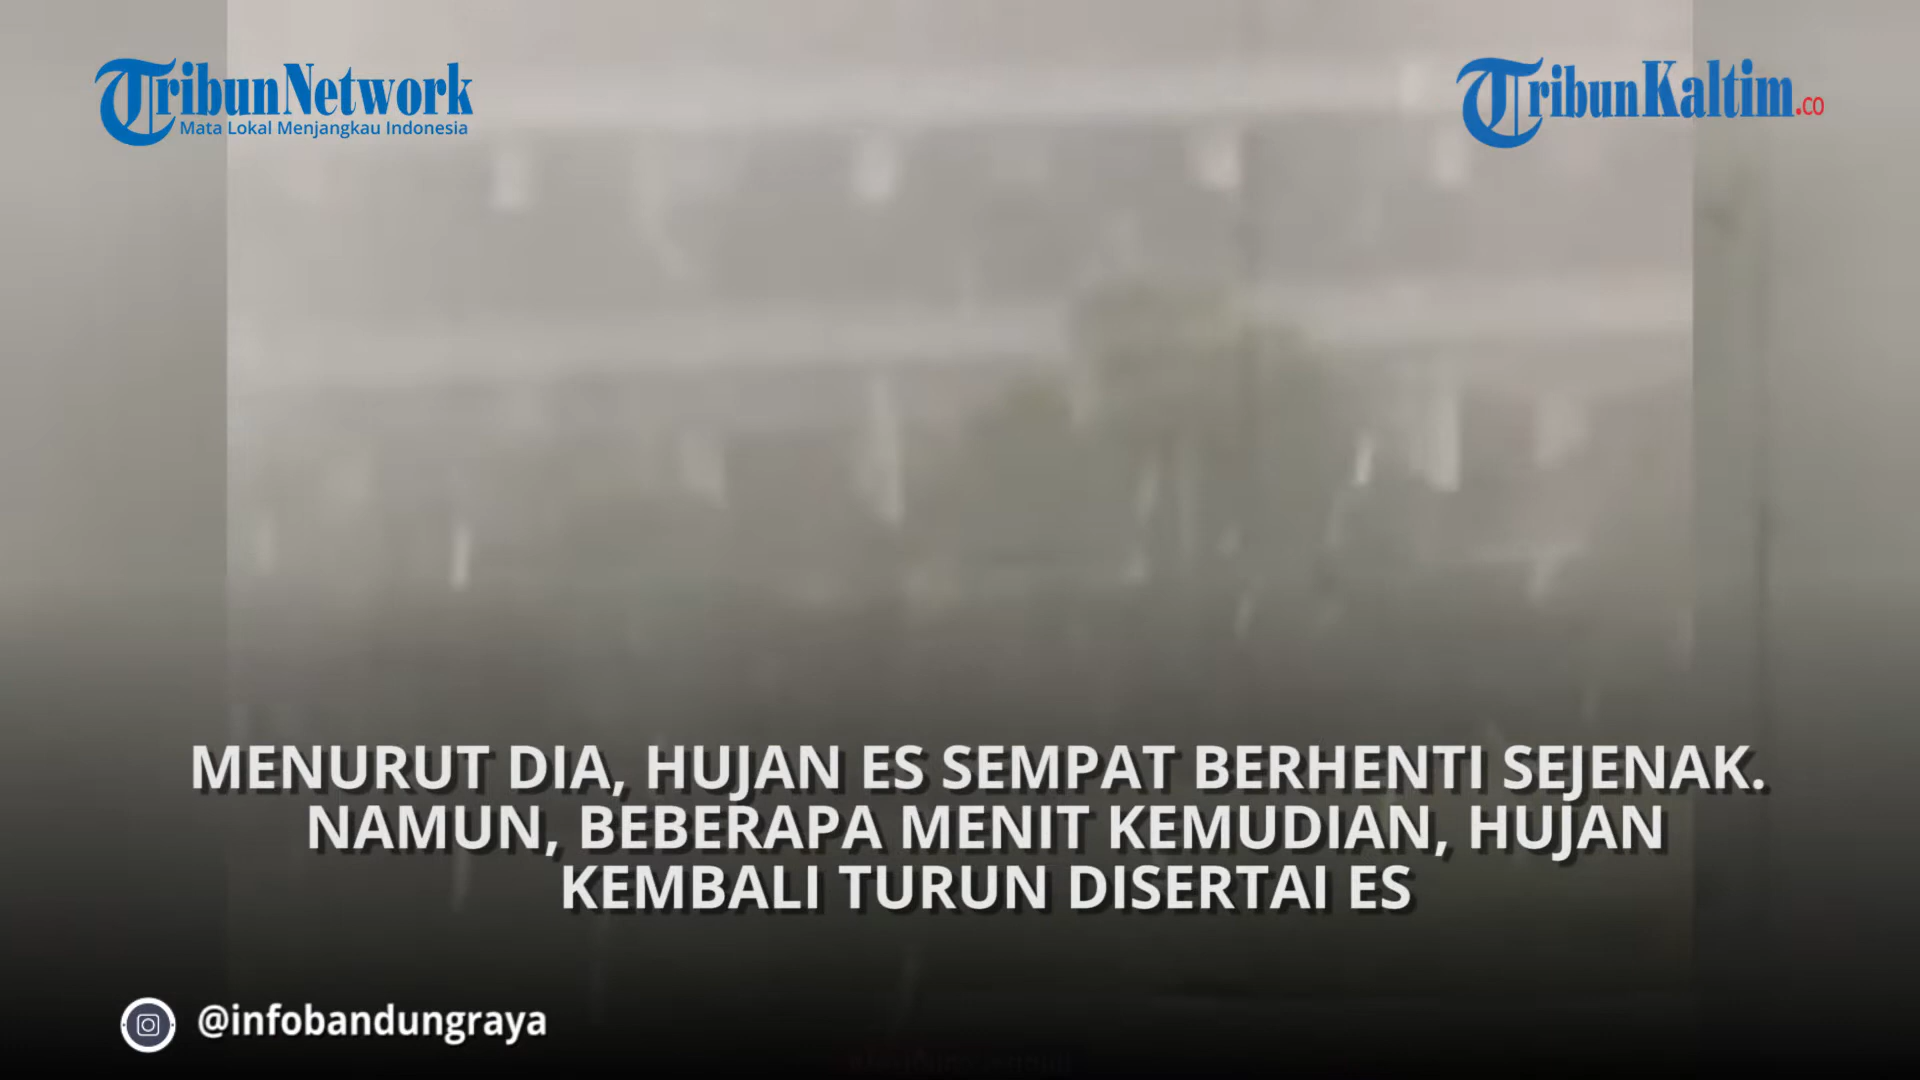 TribunNetwork
Mata Lokal Menjangkau Indonesia
TribunKaltim.co
MENURUT DIA, HUJAN ES SEMPAT BERHENTI SEJENAK.
NAMUN, BEBERAPA MENIT KEMUDIAN, HUJAN
KEMBALI TURUN DISERTAI ES
@infobandungraya